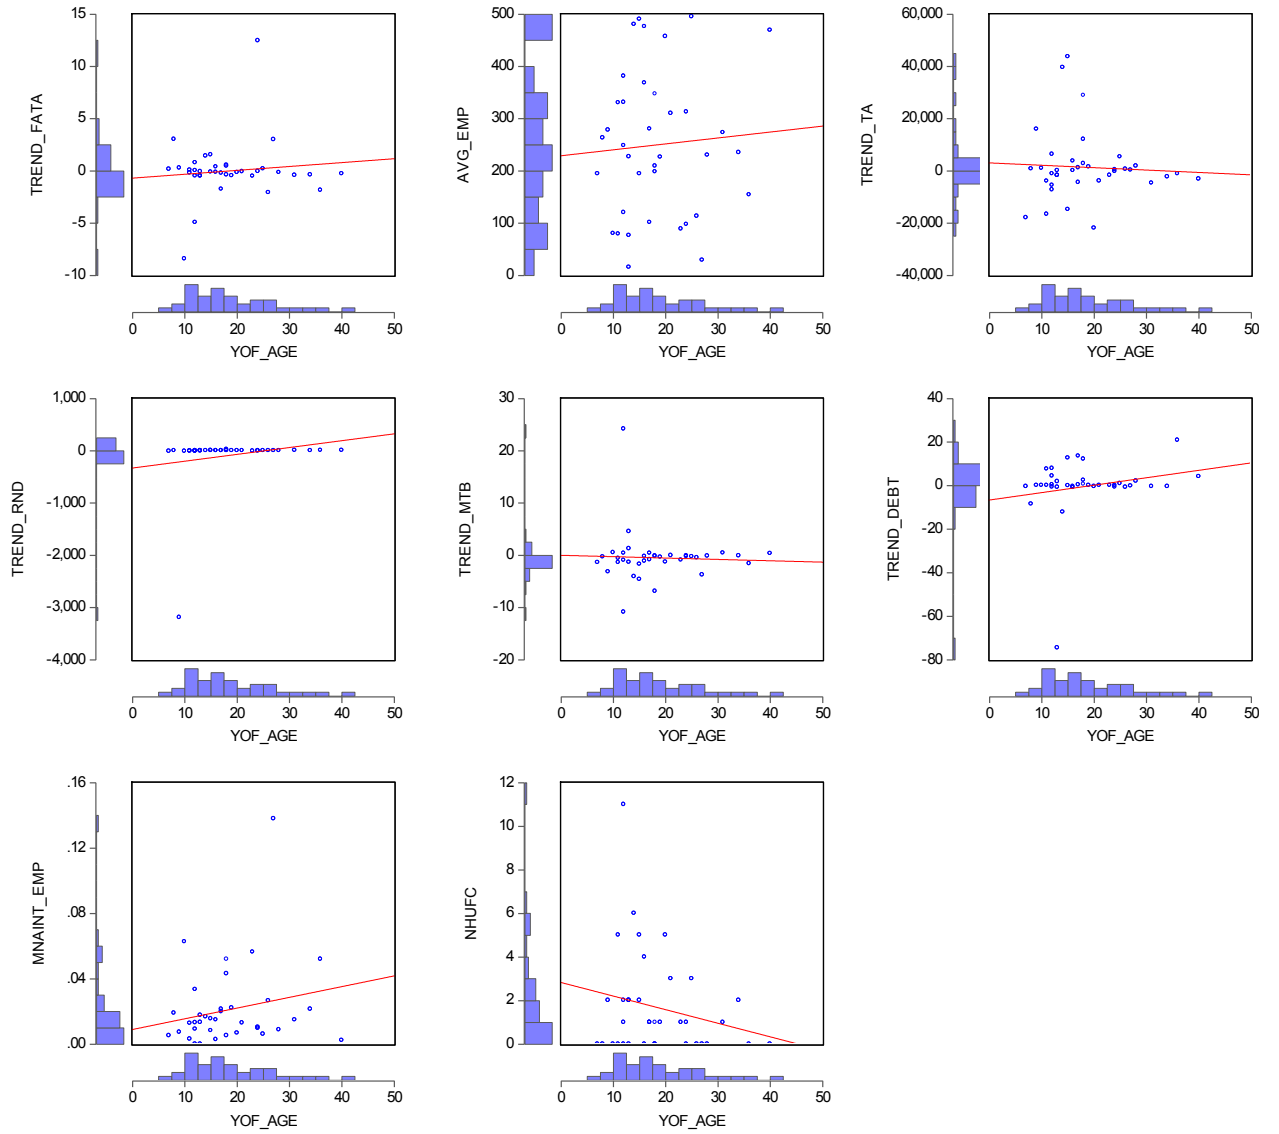 15
10
5
0
-5
-10
TREND_FATA
0 10 20 30 40 50
YOF_AGE
500
400
300
200
100
0
AVG_EMP
0 10 20 30 40 50
YOF_AGE
60,000
40,000
20,000
0
-20,000
-40,000
TREND_TA
0 10 20 30 40 50
YOF_AGE
1,000
0
-1,000
-2,000
-3,000
-4,000
TREND_RND
0 10 20 30 40 50
YOF_AGE
30
20
10
0
-10
-20
TREND_MTB
0 10 20 30 40 50
YOF_AGE
40
20
0
-20
-40
-60
-80
TREND_DEBT
0 10 20 30 40 50
YOF_AGE
.16
.12
.08
.04
.00
MNAINT_EMP
0 10 20 30 40 50
YOF_AGE
12
10
8
6
4
2
0
NHUFC
0 10 20 30 40 50
YOF_AGE